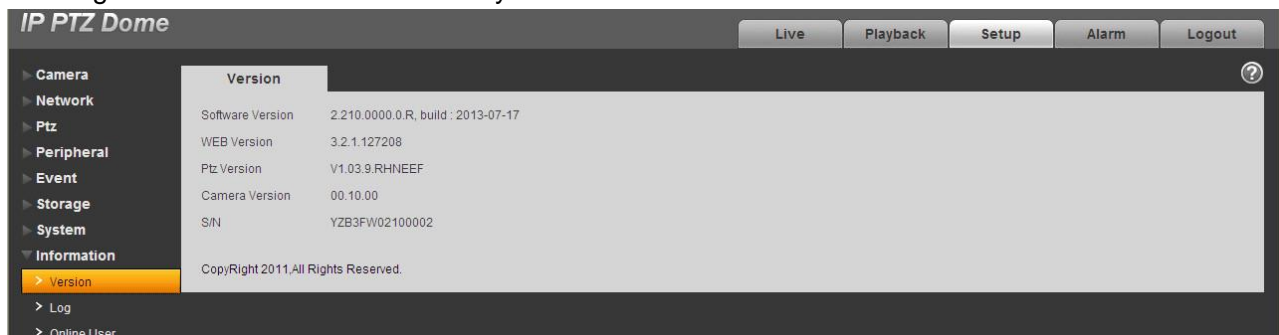 IP PTZ Dome
Live Playback Setup Alarm Logout
Camera
Network
Ptz
Peripheral
Event
Storage
System
Information
> Version
> Log
> Online User
Version
?
Software Version 2.210.0000.0.R, build : 2013-07-17
WEB Version 3.2.1.127208
Ptz Version V1.03.9.RHNEEF
Camera Version 00.10.00
S/N YZB3FW02100002
CopyRight 2011,All Rights Reserved.